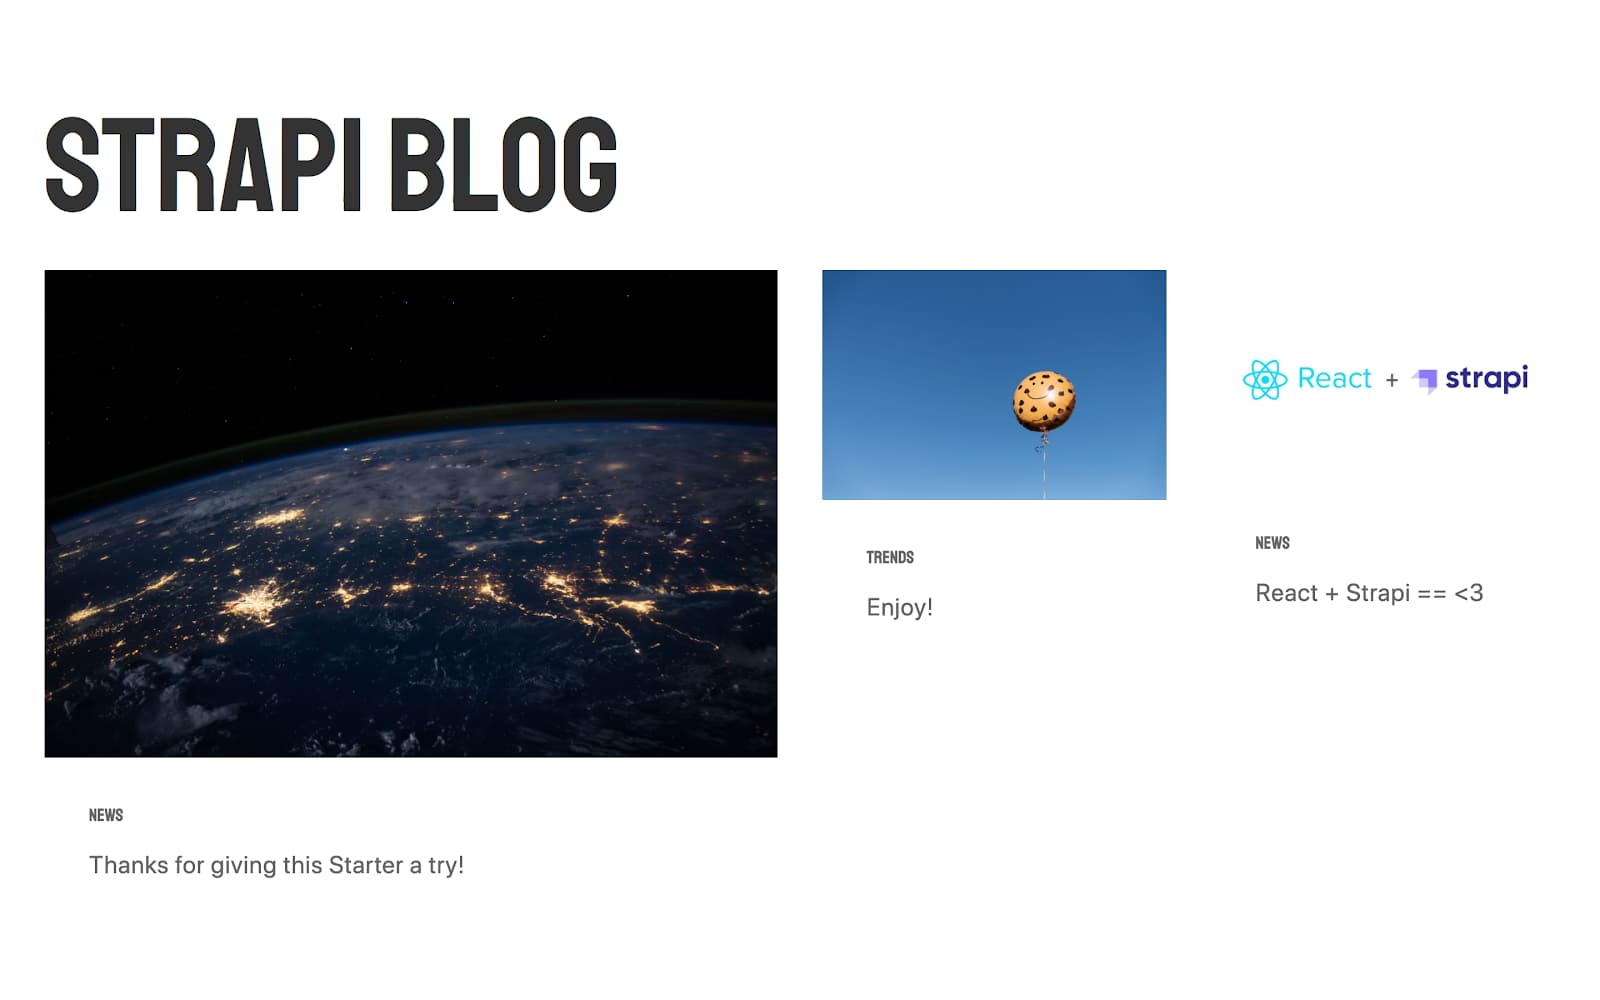 STRAPI BLOG
NEWS
Thanks for giving this Starter a try!
TRENDS
Enjoy!
React + strapi
NEWS
React + Strapi == <3